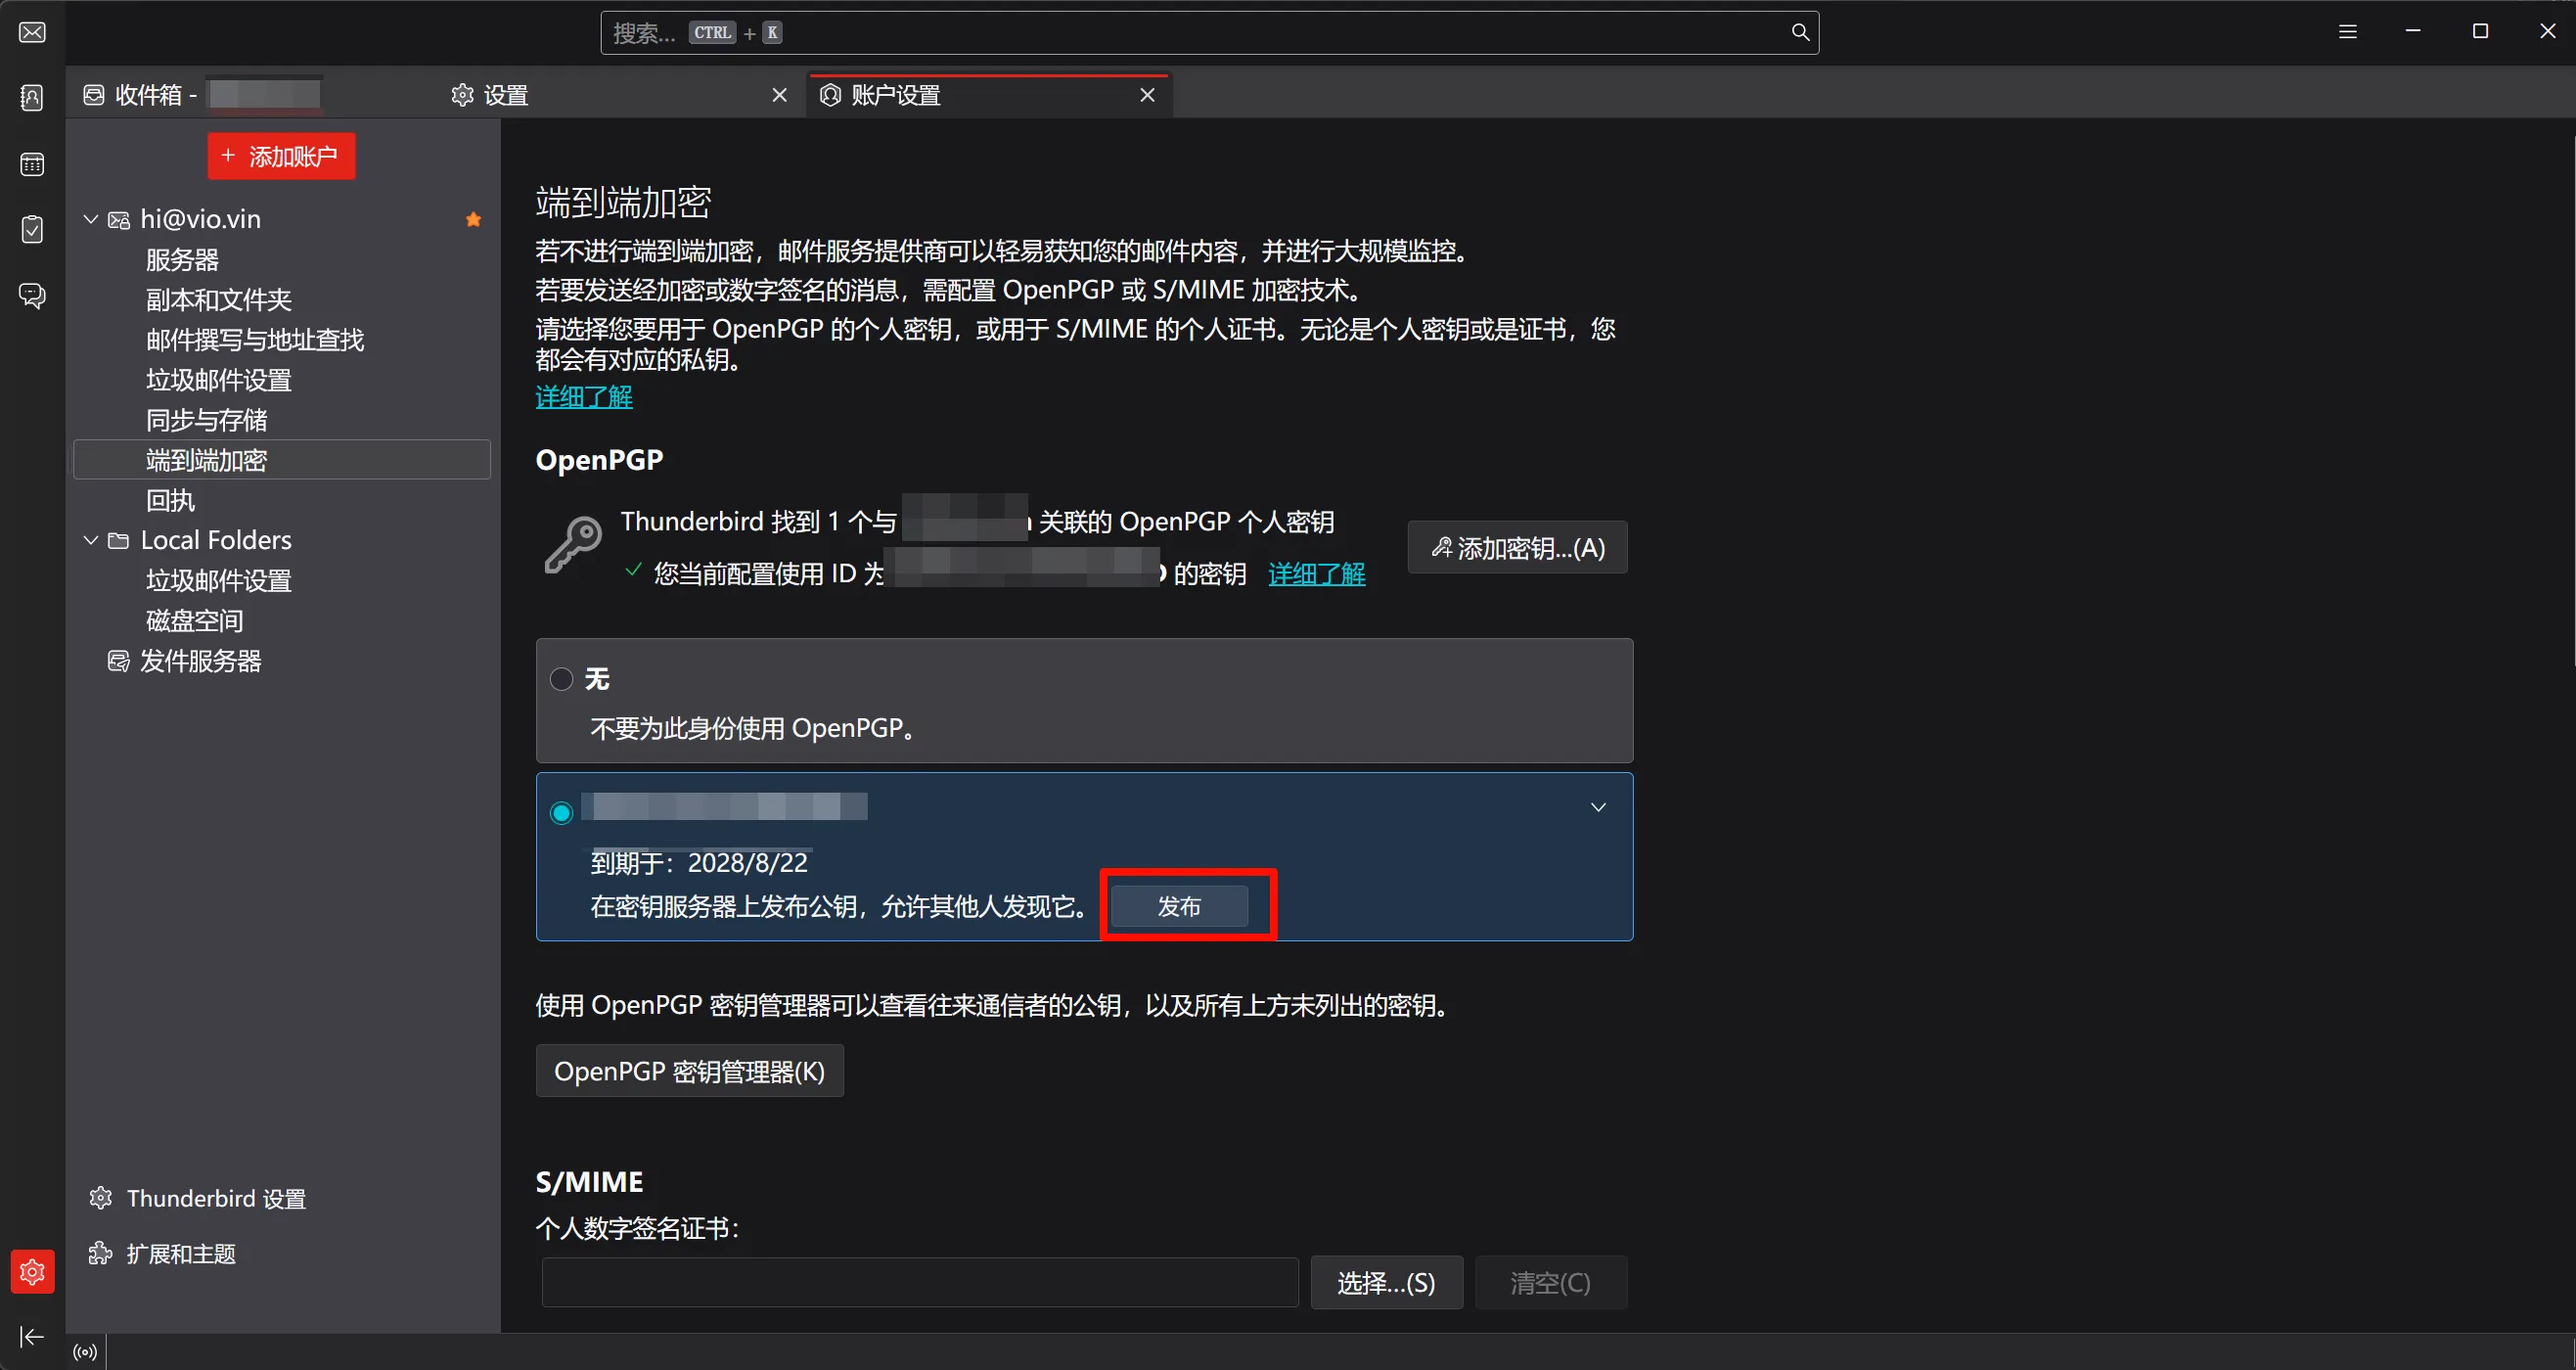 搜索... CTRL + K
收件箱 -
设置
账户设置
+ 添加账户
hi@vio.vin
服务器
副本和文件夹
邮件撰写与地址查找
垃圾邮件设置
同步与存储
端到端加密
回执
Local Folders
垃圾邮件设置
磁盘空间
发件服务器
Thunderbird 设置
扩展和主题
端到端加密
若不进行端到端加密，邮件服务提供商可以轻易获知您的邮件内容，并进行大规模监控。
若要发送经加密或数字签名的消息，需配置 OpenPGP 或 S/MIME 加密技术。
请选择您要用于 OpenPGP 的个人密钥，或用于 S/MIME 的个人证书。无论是个人密钥或是证书，您
都会有对应的私钥。
详细了解
OpenPGP
Thunderbird 找到 1 个与 关联的 OpenPGP 个人密钥
您当前配置使用 ID 为 的密钥 详细了解
添加密钥...(A)
无
不要为此身份使用 OpenPGP。
到期于：2028/8/22
在密钥服务器上发布公钥，允许其他人发现它。 发布
使用 OpenPGP 密钥管理器可以查看往来通信者的公钥，以及所有上方未列出的密钥。
OpenPGP 密钥管理器(K)
S/MIME
个人数字签名证书：
选择...(S) 清空(C)